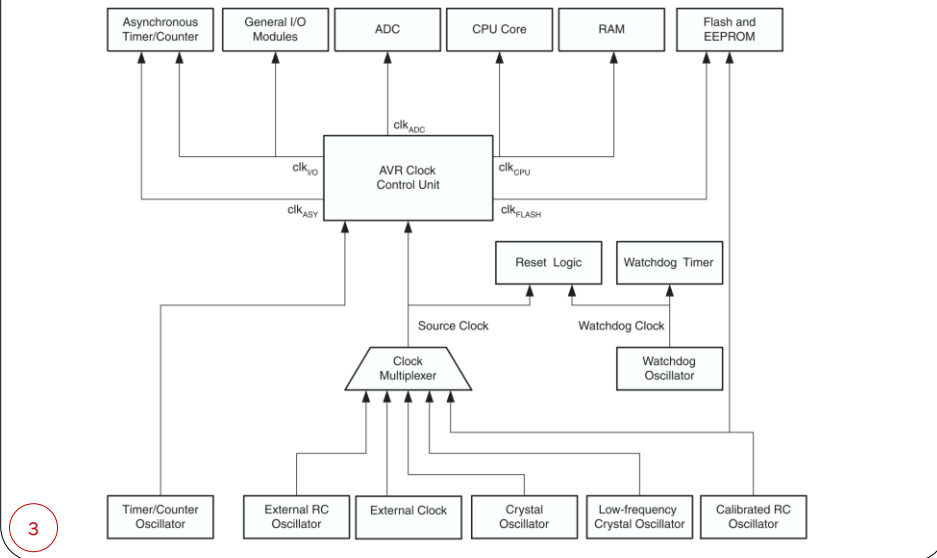 Asynchronous
Timer/Counter
General I/O
Modules
ADC
CPU Core
RAM
Flash and
EEPROM
clkADC
clkI/O
AVR Clock
Control Unit
clkCPU
clkASY
clkFLASH
Reset Logic
Watchdog Timer
Source Clock
Watchdog Clock
Clock
Multiplexer
Watchdog
Oscillator
Timer/Counter
Oscillator
External RC
Oscillator
External Clock
Crystal
Oscillator
Low-frequency
Crystal Oscillator
Calibrated RC
Oscillator
3